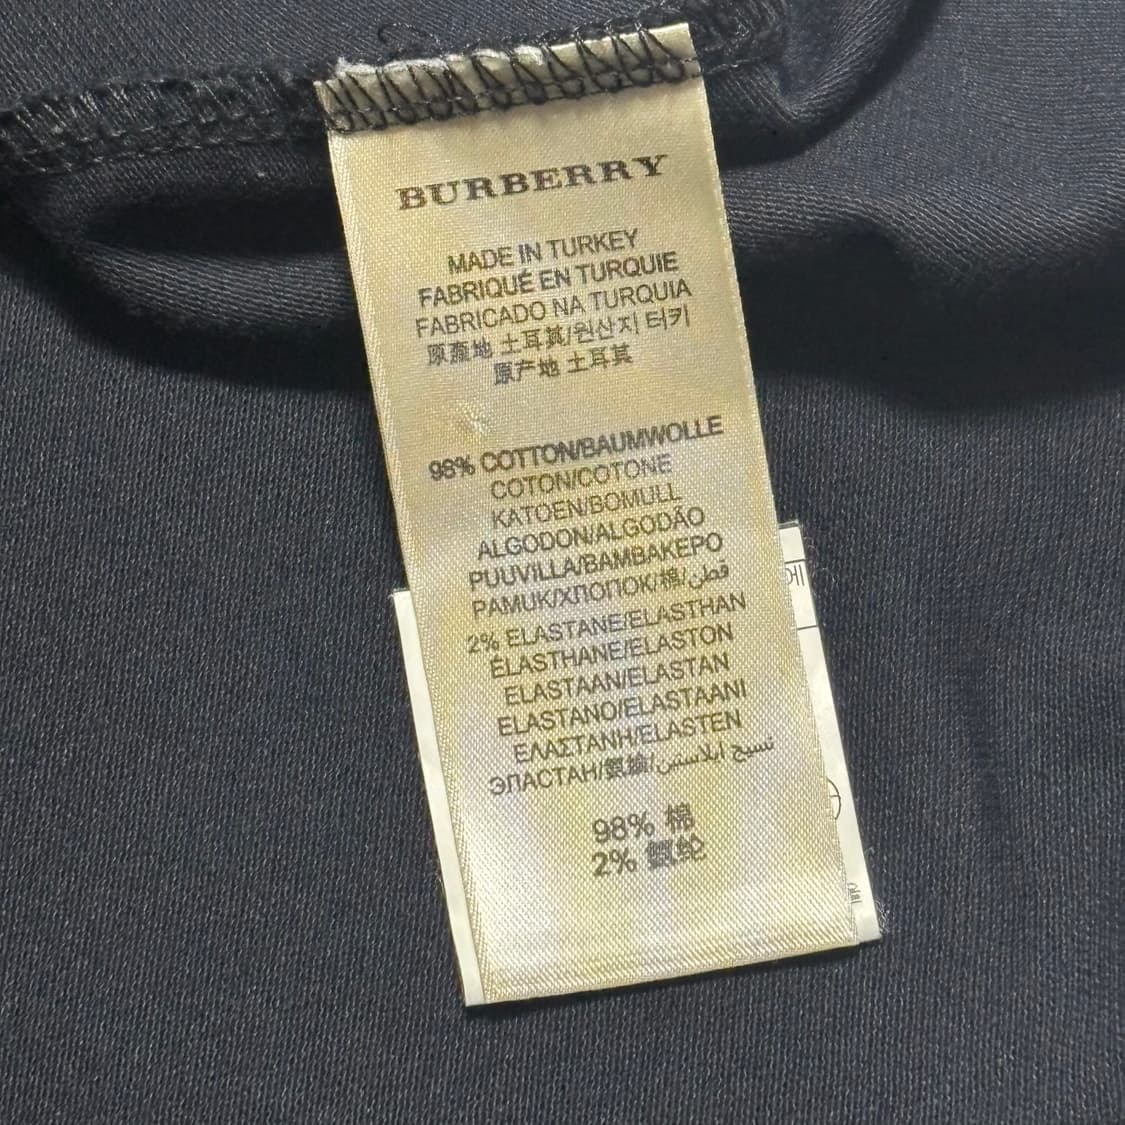 BURBERRY
MADE IN TURKEY
FABRIQUÉ EN TURQUIE
FABRICADO NA TURQUIA
原產地 土耳其/원산지 터키
原产地 土耳其
98% COTTON/BAUMWOLLE
COTON/COTONE
KATOEN/BOMULL
ALGODON/ALGODÃO
PUUVILLA/BAMBAKEPO
PAMUK/ХЛОПОК/棉/قطن
2% ELASTANE/ELASTHAN
ÉLASTHANE/ELASTON
ELASTAAN/ELASTAN
ELASTANO/ELASTAANI
ΕΛΑΣΤΑΝΗ/ELASTEN
ЭЛАСТАН/氨綸/نسيج ايلاستين
98% 棉
2% 氨纶